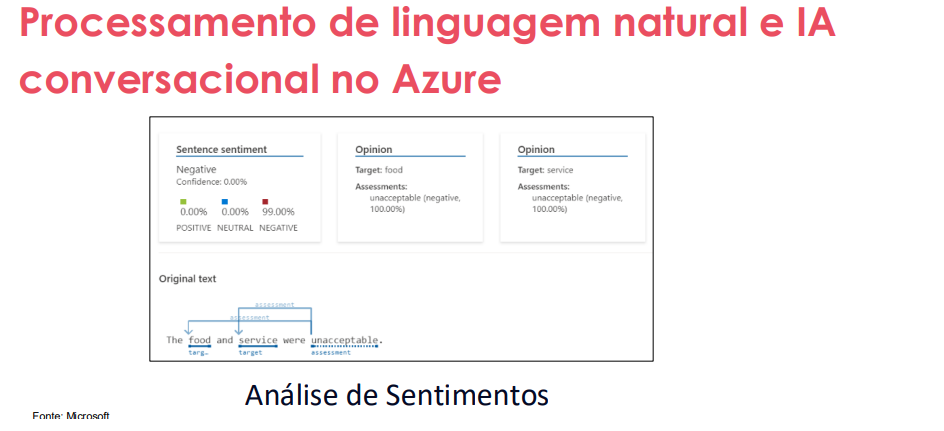 Processamento de linguagem natural e IA
conversacional no Azure
Sentence sentiment
Negative
Confidence: 0.00%
0.00% 0.00% 99.00%
POSITIVE NEUTRAL NEGATIVE
Opinion
Target: food
Assessments:
unacceptable (negative,
100.00%)
Opinion
Target: service
Assessments:
unacceptable (negative,
100.00%)
Original text
assessment
assessment
The food and service were unacceptable.
targ… target assessment
Análise de Sentimentos
Fonte: Microsoft